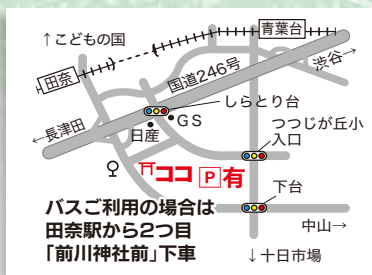 ↑こどもの国
青葉台
田奈
国道246号
渋谷→
しらとり台
←長津田
日産
GS
つつじが丘小
入口
ココ P 有
下台
バスご利用の場合は
田奈駅から2つ目
「前川神社前」下車
中山→
↓十日市場